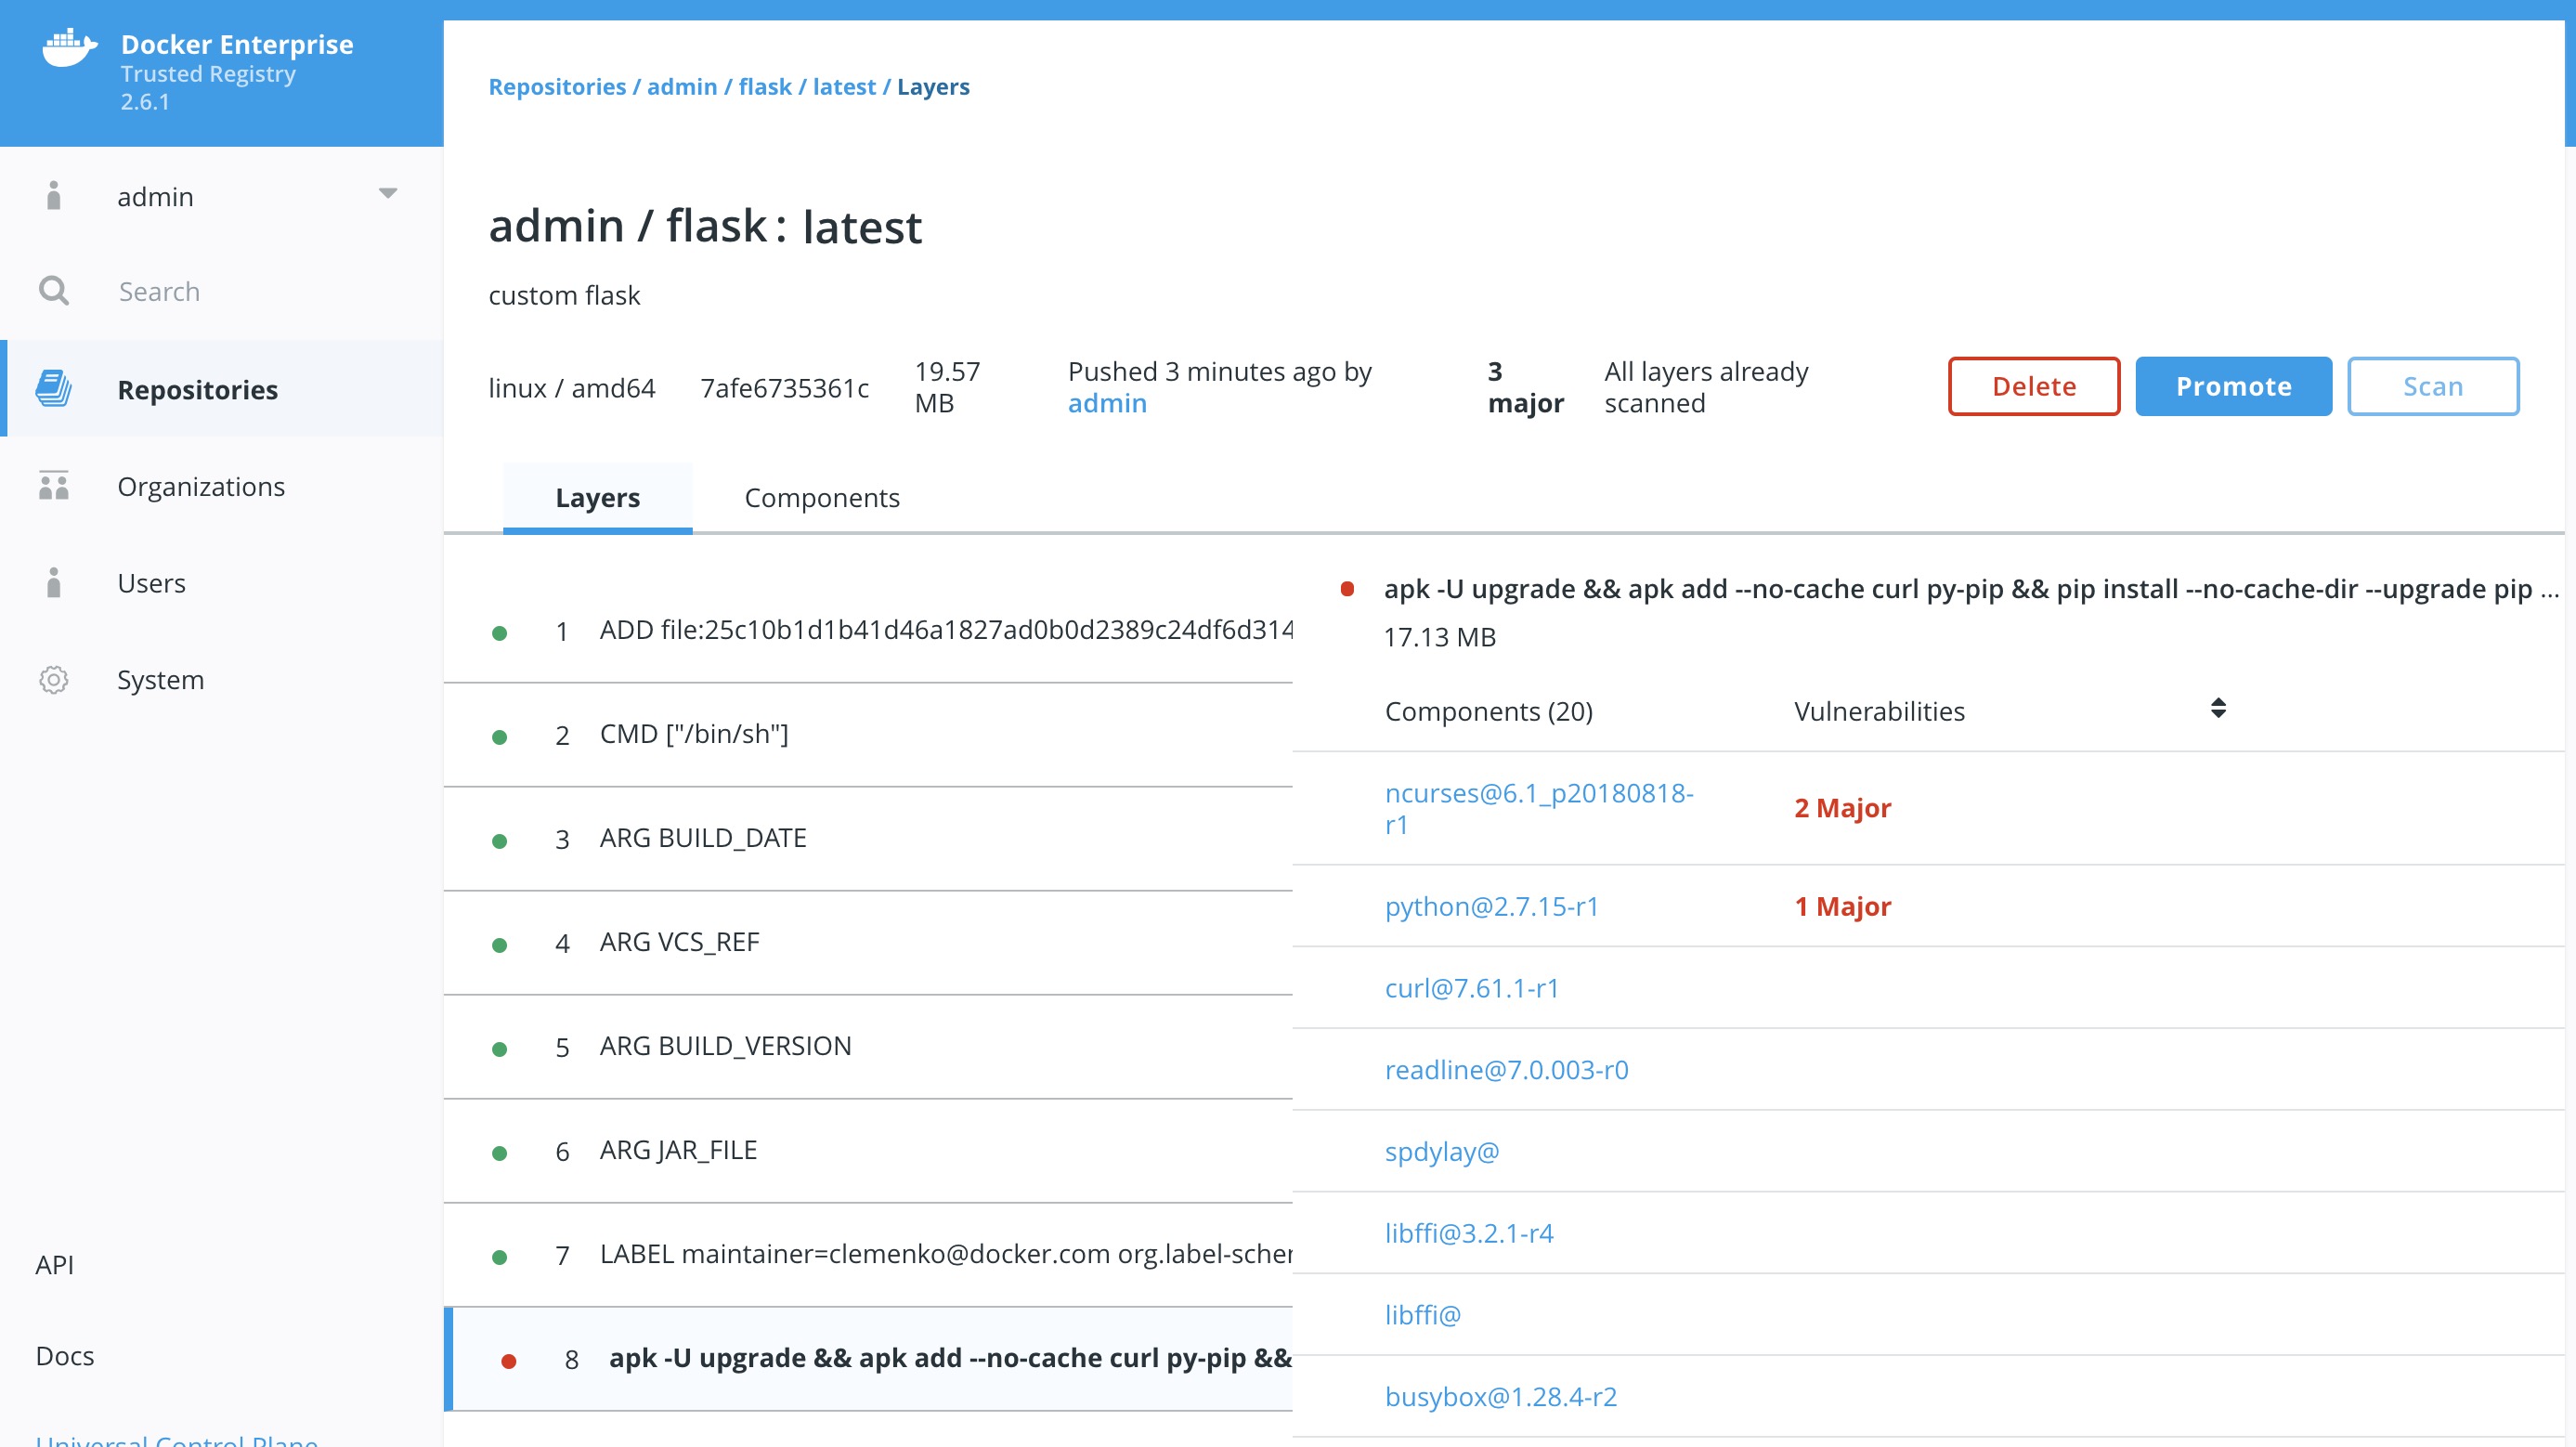 Docker Enterprise
Trusted Registry
2.6.1
admin
Search
Repositories
Organizations
Users
System
API
Docs
Universal Control Plane
Repositories / admin / flask / latest / Layers
admin / flask : latest
custom flask
linux / amd64
7afe6735361c
19.57
MB
Pushed 3 minutes ago by
admin
3
major
All layers already
scanned
Delete
Promote
Scan
Layers
Components
1 ADD file:25c10b1d1b41d46a1827ad0b0d2389c24df6d314
2 CMD ["/bin/sh"]
3 ARG BUILD_DATE
4 ARG VCS_REF
5 ARG BUILD_VERSION
6 ARG JAR_FILE
7 LABEL maintainer=clemenko@docker.com org.label-scher
8 apk -U upgrade && apk add --no-cache curl py-pip &&
apk -U upgrade && apk add --no-cache curl py-pip && pip install --no-cache-dir --upgrade pip ...
17.13 MB
Components (20) Vulnerabilities
ncurses@6.1_p20180818-
r1
2 Major
python@2.7.15-r1 1 Major
curl@7.61.1-r1
readline@7.0.003-r0
spdylay@
libffi@3.2.1-r4
libffi@
busybox@1.28.4-r2